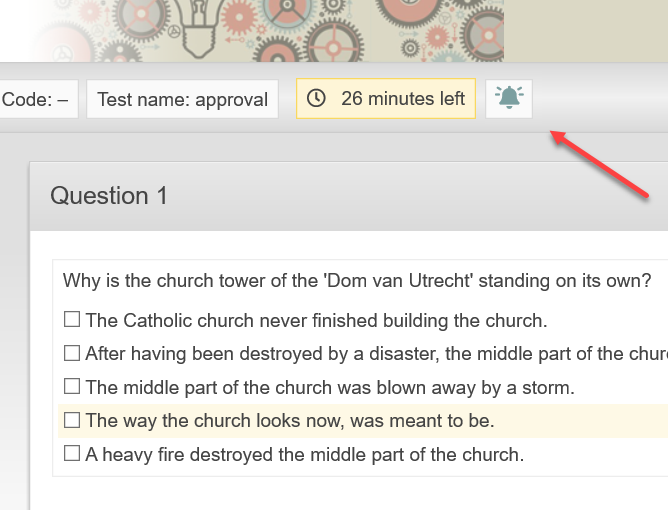 Code: –
Test name: approval
26 minutes left
Question 1
Why is the church tower of the 'Dom van Utrecht' standing on its own?
The Catholic church never finished building the church.
After having been destroyed by a disaster, the middle part of the
The middle part of the church was blown away by a storm.
The way the church looks now, was meant to be.
A heavy fire destroyed the middle part of the church.